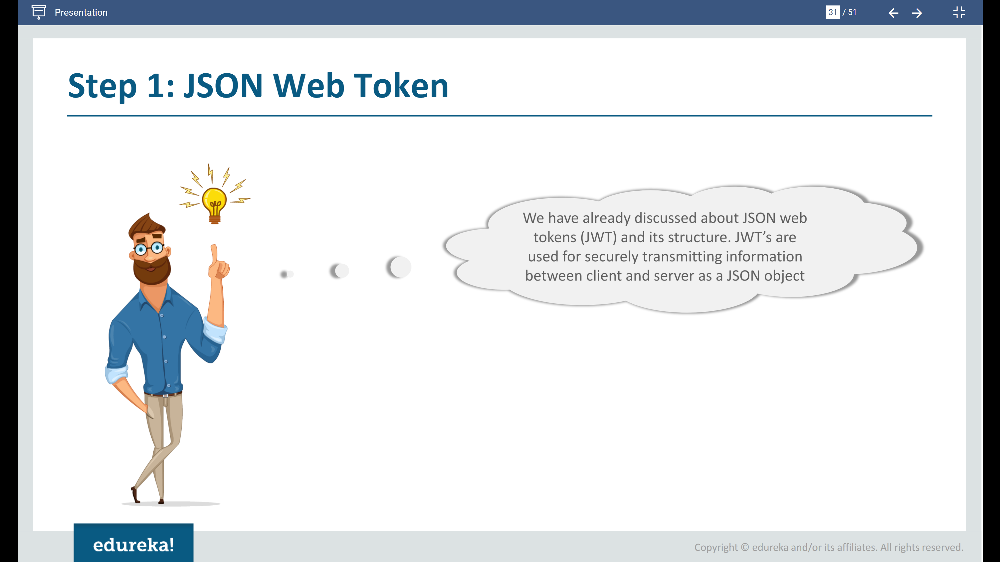 Presentation
31 / 51
Step 1: JSON Web Token
We have already discussed about JSON web
tokens (JWT) and its structure. JWT’s are
used for securely transmitting information
between client and server as a JSON object
edureka!
Copyright © edureka and/or its affiliates. All rights reserved.